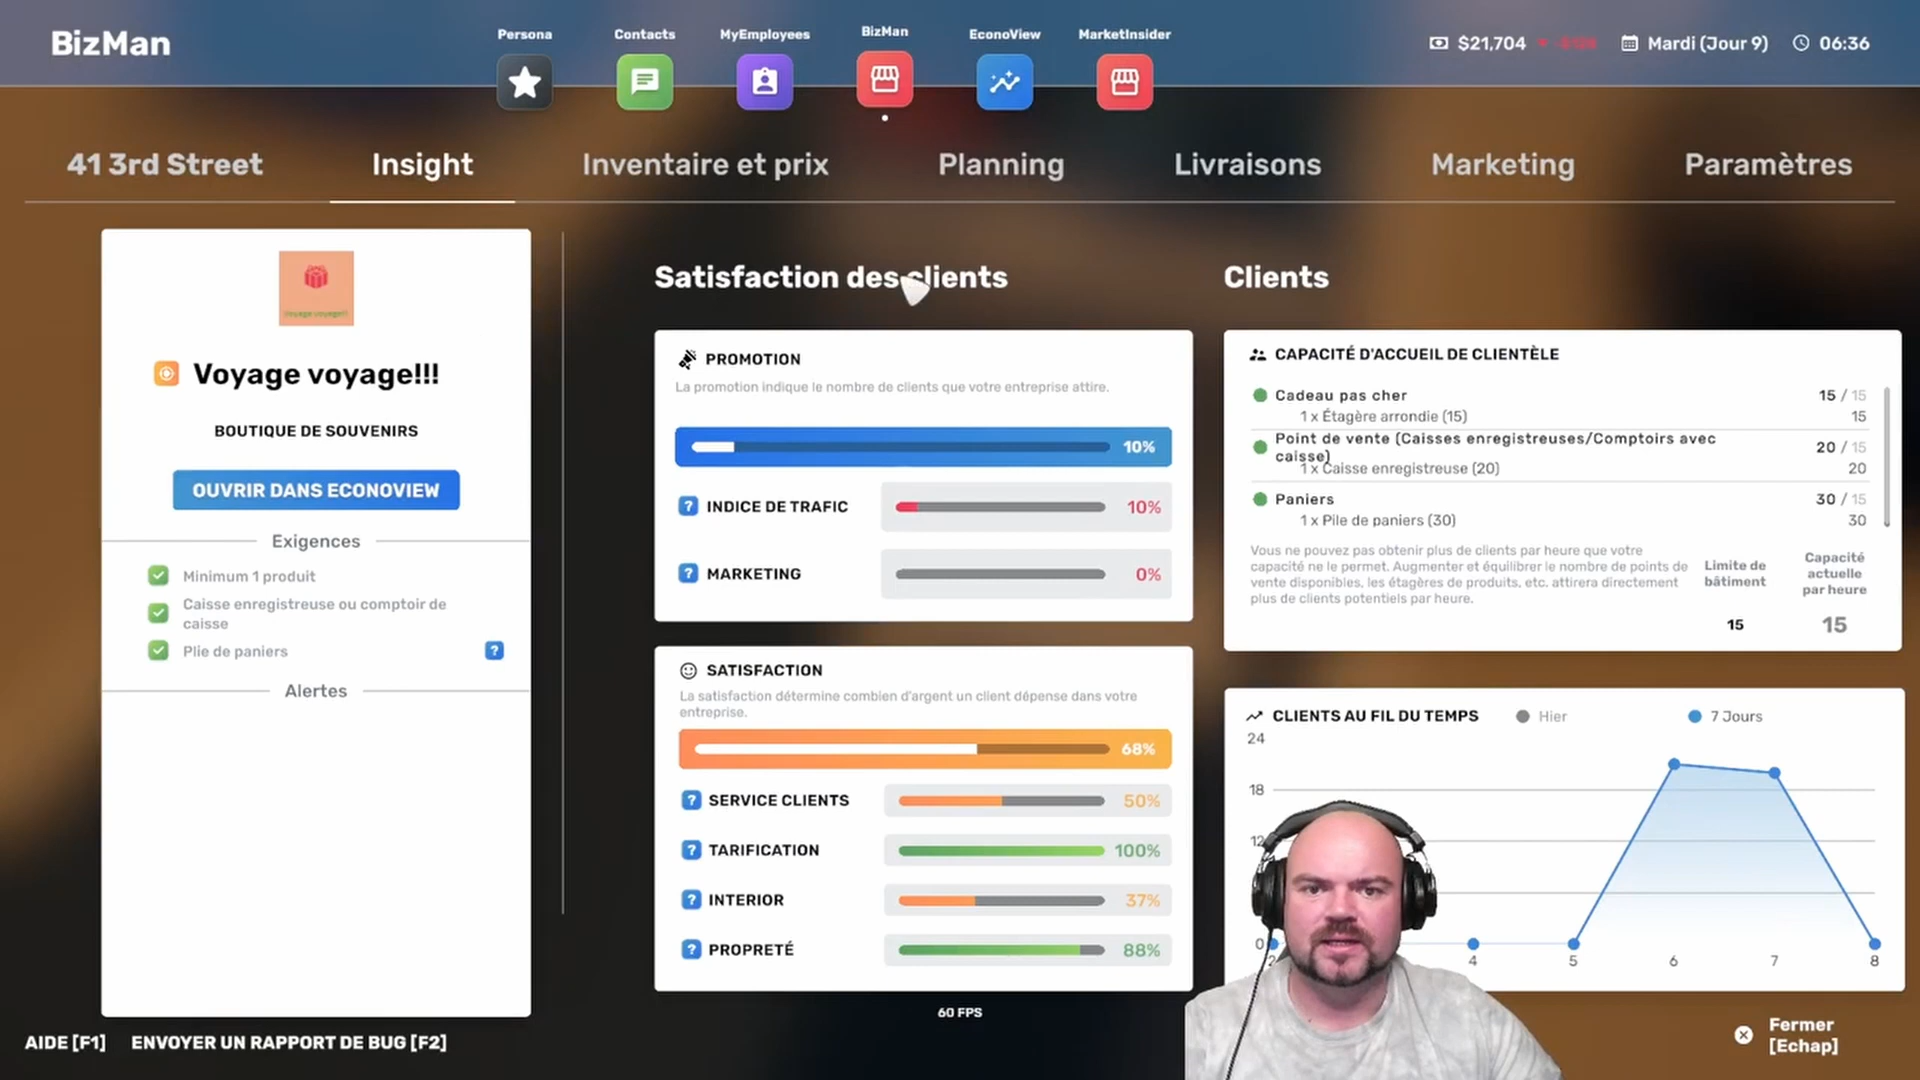 BizMan
Persona
Contacts
MyEmployees
BizMan
EconoView
MarketInsider
$21,704
Mardi (Jour 9)
06:36
41 3rd Street
Insight
Inventaire et prix
Planning
Livraisons
Marketing
Paramètres
Voyage voyage!!!
Voyage voyage!!!
BOUTIQUE DE SOUVENIRS
OUVRIR DANS ECONOVIEW
Exigences
Minimum 1 produit
Caisse enregistreuse ou comptoir de
caisse
Plie de paniers
?
Alertes
Satisfaction des clients
PROMOTION
La promotion indique le nombre de clients que votre entreprise attire.
10%
? INDICE DE TRAFIC 10%
? MARKETING 0%
SATISFACTION
La satisfaction détermine combien d'argent un client dépense dans votre
entreprise.
68%
? SERVICE CLIENTS 50%
? TARIFICATION 100%
? INTERIOR 37%
? PROPRETÉ 88%
Clients
CAPACITÉ D'ACCUEIL DE CLIENTÈLE
Cadeau pas cher 15 / 15
1 x Étagère arrondie (15) 15
Point de vente (Caisses enregistreuses/Comptoirs avec
caisse) 20 / 15
1 x Caisse enregistreuse (20) 20
Paniers 30 / 15
1 x Pile de paniers (30) 30
Vous ne pouvez pas obtenir plus de clients par heure que votre
capacité ne le permet. Augmenter et équilibrer le nombre de points de
vente disponibles, les étagères de produits, etc. attirera directement
plus de clients potentiels par heure.
Limite de
bâtiment
15
Capacité
actuelle
par heure
15
CLIENTS AU FIL DU TEMPS
Hier
7 Jours
24
18
12
0
2 4 5 6 7 8
60 FPS
AIDE [F1]
ENVOYER UN RAPPORT DE BUG [F2]
Fermer
[Echap]